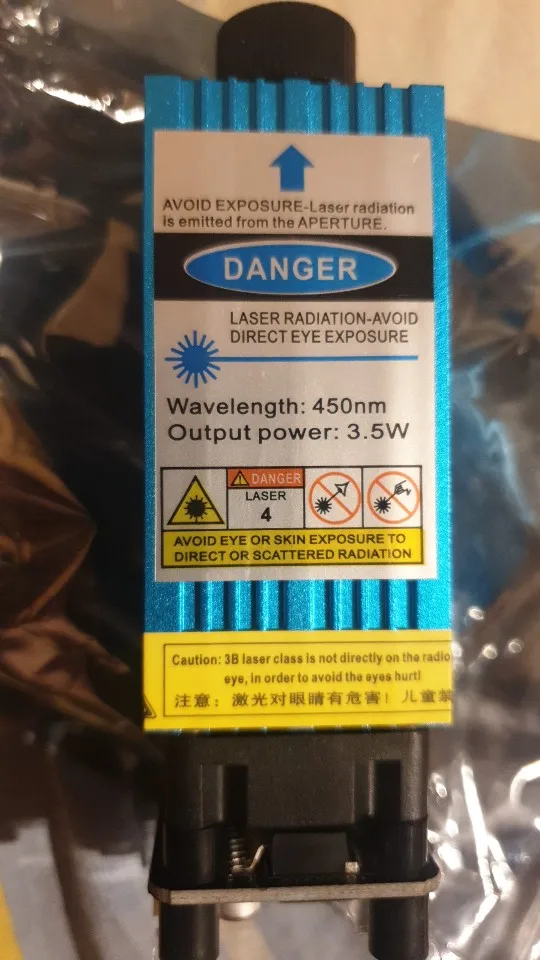 AVOID EXPOSURE-Laser radiation
is emitted from the APERTURE.
DANGER
LASER RADIATION-AVOID
DIRECT EYE EXPOSURE
Wavelength: 450nm
Output power: 3.5W
DANGER
LASER
4
AVOID EYE OR SKIN EXPOSURE TO
DIRECT OR SCATTERED RADIATION
Caution: 3B laser class is not directly on the radio
eye, in order to avoid the eyes hurt!
注意：激光对眼睛有危害！儿童禁